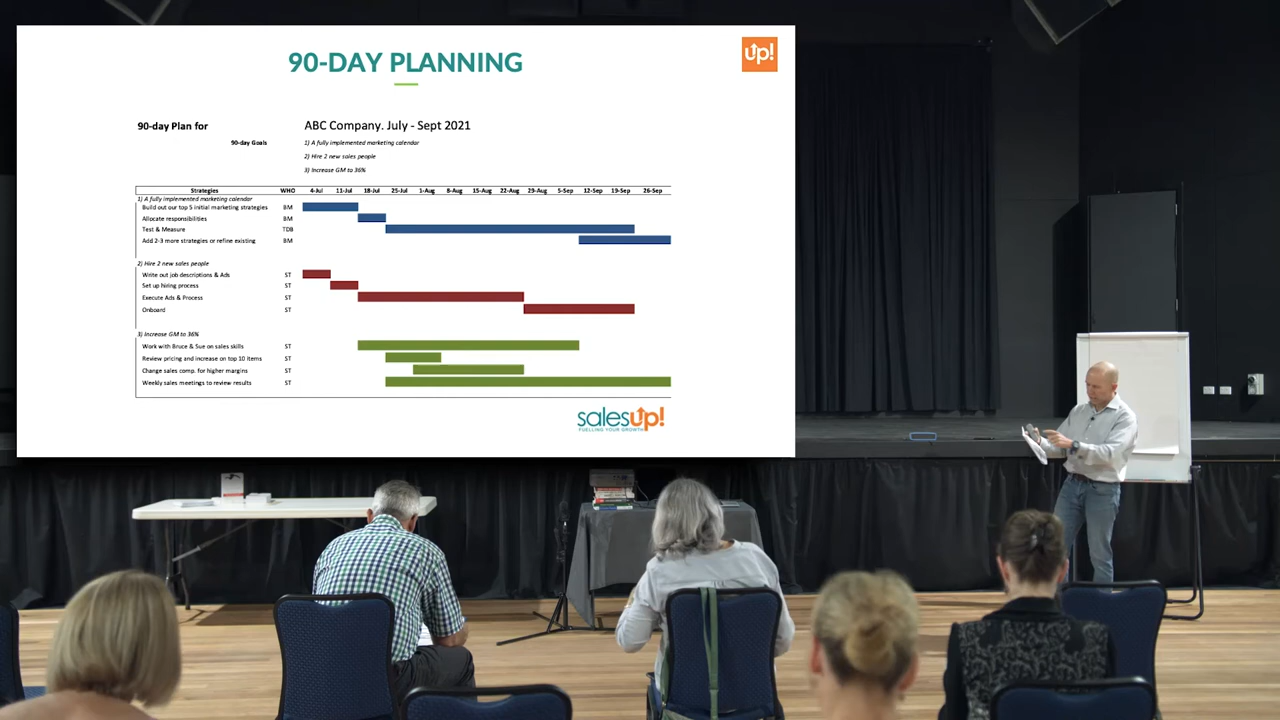 90-DAY PLANNING
up!
90-day Plan for ABC Company. July - Sept 2021
90-day Goals 1) A fully implemented marketing calendar
2) Hire 2 new sales people
3) Increase GM to 36%
Strategies WHO 4-Jul 11-Jul 18-Jul 25-Jul 1-Aug 8-Aug 15-Aug 22-Aug 29-Aug 5-Sep 12-Sep 19-Sep 26-Sep
1) A fully implemented marketing calendar
Build out our top 5 initial marketing strategies BM
Allocate responsibilities BM
Test & Measure TDB
Add 2-3 more strategies or refine existing BM
2) Hire 2 new sales people
Write out job descriptions & Ads ST
Set up hiring process ST
Execute Ads & Process ST
Onboard ST
3) Increase GM to 36%
Work with Bruce & Sue on sales skills ST
Review pricing and increase on top 10 items ST
Change sales comp. for higher margins ST
Weekly sales meetings to review results ST
salesup!
FUELLING YOUR GROWTH